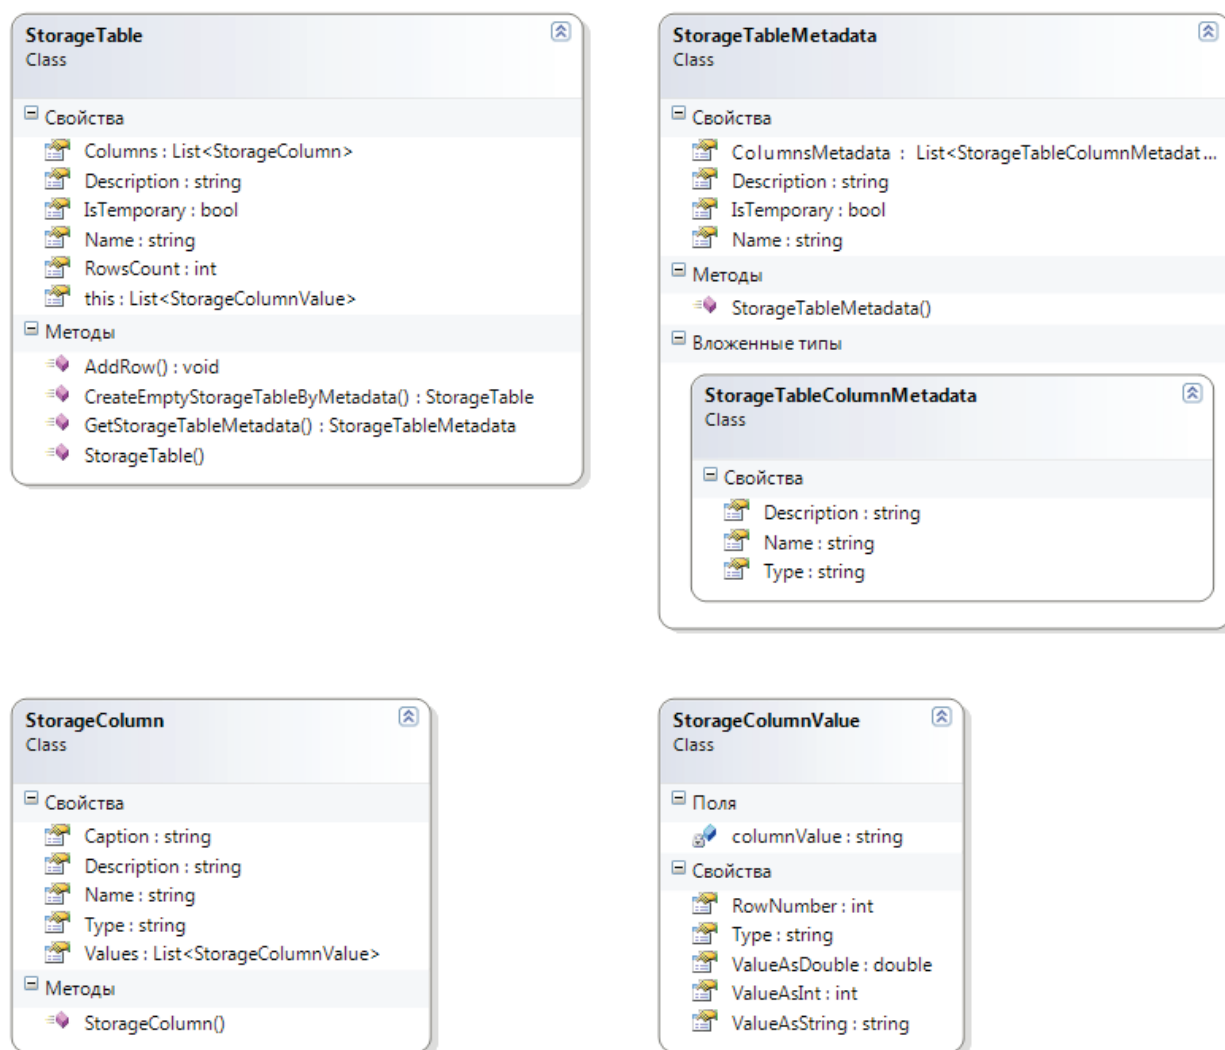 StorageTable
Class
Свойства
Columns : List<StorageColumn>
Description : string
IsTemporary : bool
Name : string
RowsCount : int
this : List<StorageColumnValue>
Методы
AddRow() : void
CreateEmptyStorageTableByMetadata() : StorageTable
GetStorageTableMetadata() : StorageTableMetadata
StorageTable()
StorageTableMetadata
Class
Свойства
ColumnsMetadata : List<StorageTableColumnMetadat...
Description : string
IsTemporary : bool
Name : string
Методы
StorageTableMetadata()
Вложенные типы
StorageTableColumnMetadata
Class
Свойства
Description : string
Name : string
Type : string
StorageColumn
Class
Свойства
Caption : string
Description : string
Name : string
Type : string
Values : List<StorageColumnValue>
Методы
StorageColumn()
StorageColumnValue
Class
Поля
columnValue : string
Свойства
RowNumber : int
Type : string
ValueAsDouble : double
ValueAsInt : int
ValueAsString : string